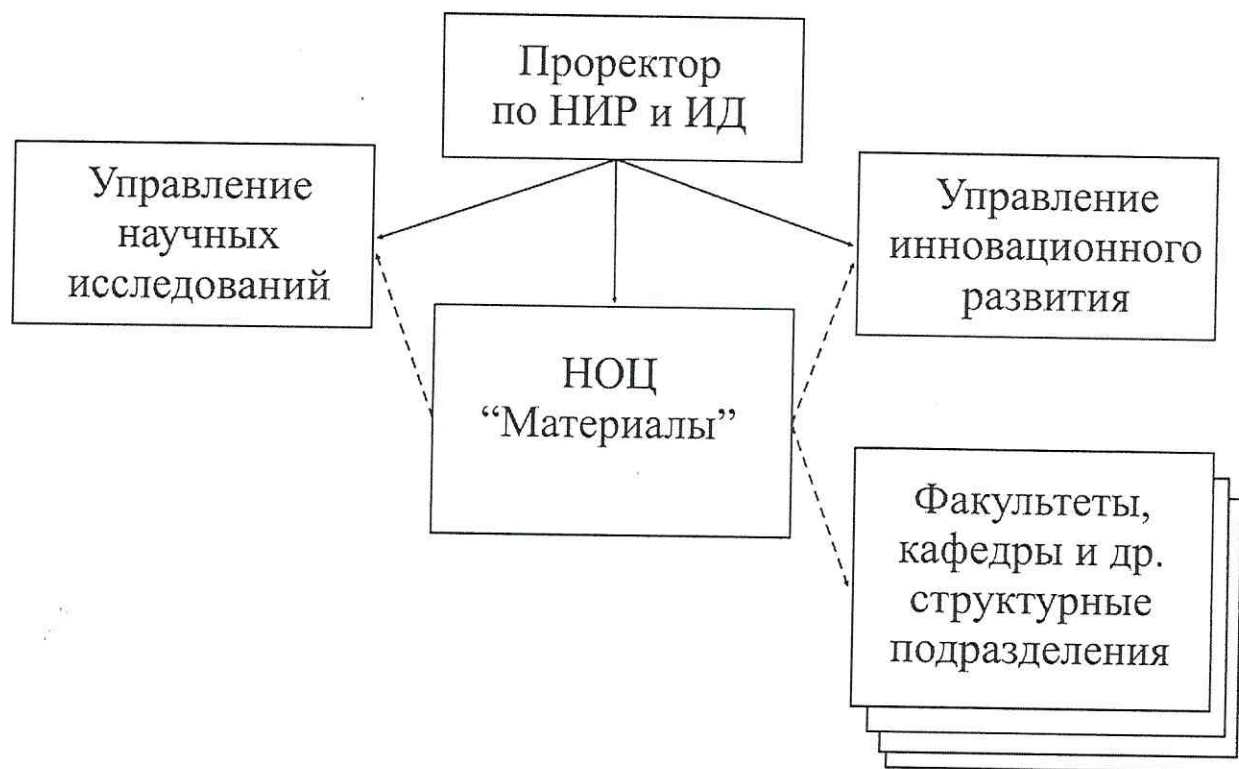 Проректор
по НИР и ИД
Управление
научных
исследований
Управление
инновационного
развития
НОЦ
“Материалы”
Факультеты,
кафедры и др.
структурные
подразделения